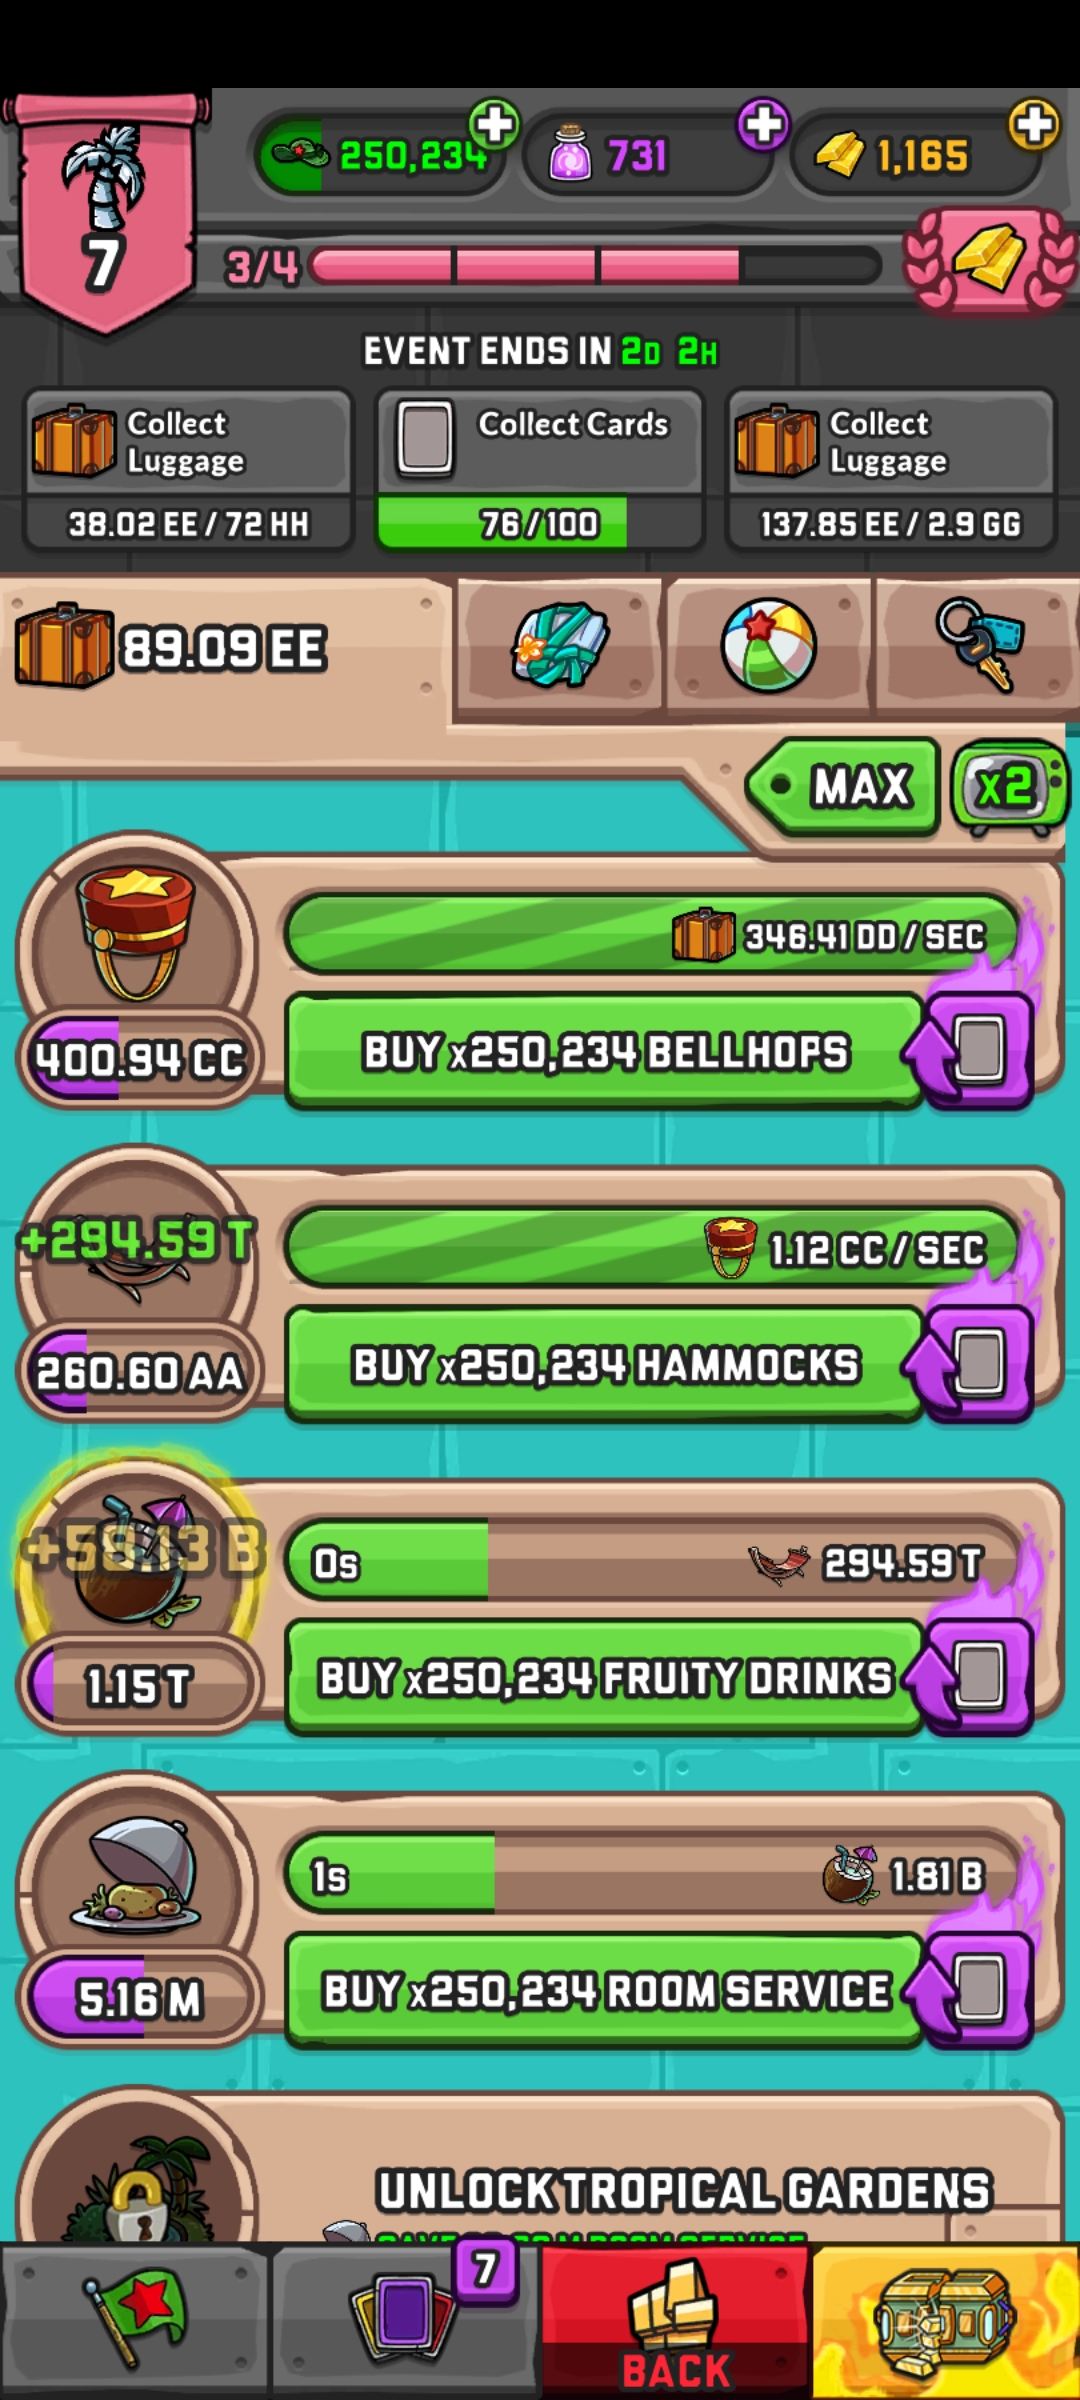 250,234
731
1,165
7
3/4
EVENT ENDS IN 2D 2H
Collect Luggage
38.02 EE / 72 HH
Collect Cards
76/100
Collect Luggage
137.85 EE / 2.9 GG
89.09 EE
MAX
x2
346.41 DD / SEC
400.94 CC
BUY x250,234 BELLHOPS
+294.59 T
1.12 CC / SEC
260.60 AA
BUY x250,234 HAMMOCKS
0s
294.59 T
1.15 T
BUY x250,234 FRUITY DRINKS
1s
1.81 B
5.16 M
BUY x250,234 ROOM SERVICE
UNLOCK TROPICAL GARDENS
7
BACK